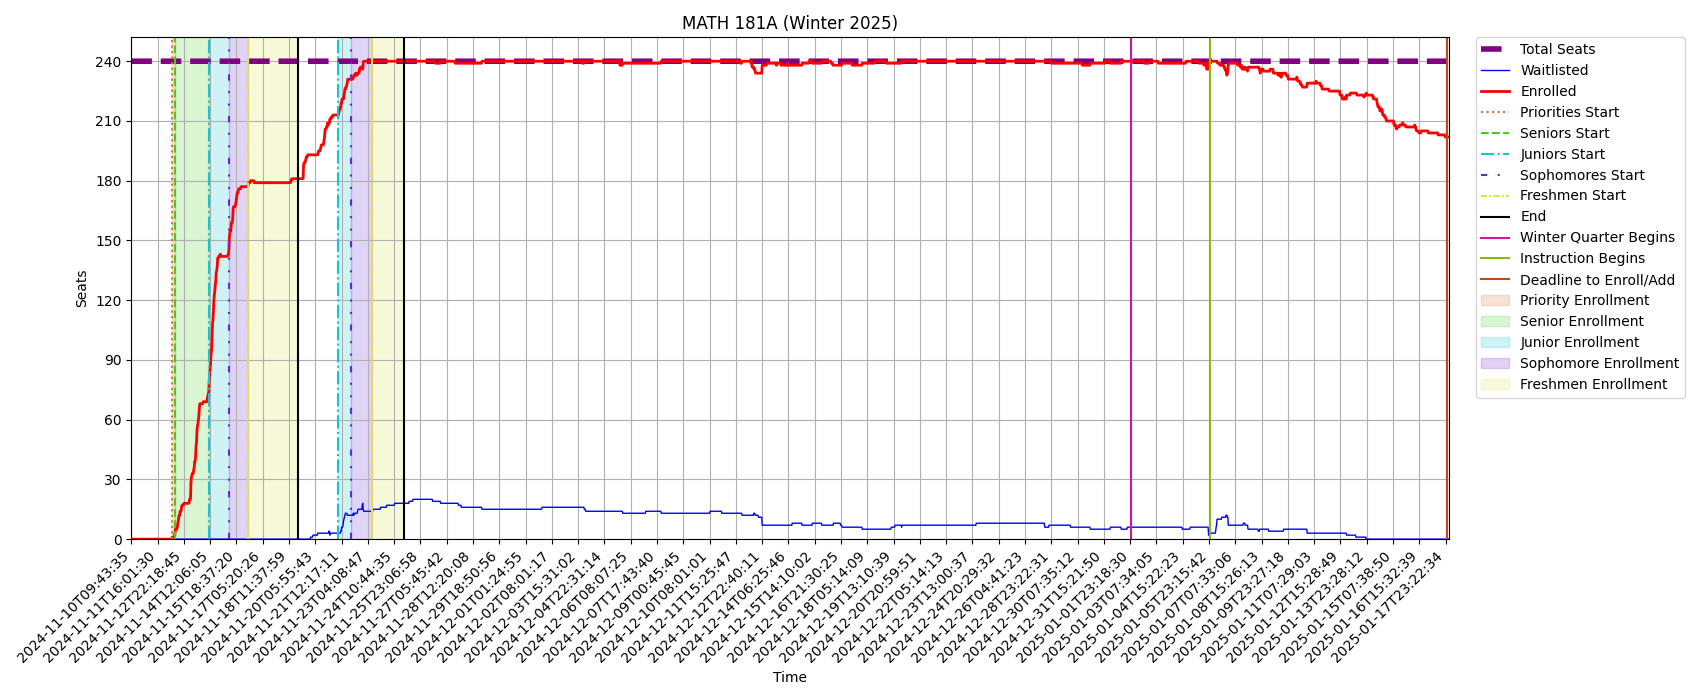 MATH 181A (Winter 2025)
Seats
240
210
180
150
120
90
60
30
0
2024-11-10T09:43:35
2024-11-11T16:01:30
2024-11-12T22:18:45
2024-11-14T12:06:05
2024-11-15T18:37:20
2024-11-17T05:20:26
2024-11-18T11:37:59
2024-11-20T05:55:43
2024-11-21T12:17:11
2024-11-23T04:08:47
2024-11-24T10:44:35
2024-11-25T23:06:58
2024-11-27T05:45:42
2024-11-28T12:20:08
2024-11-29T18:50:56
2024-12-01T01:24:55
2024-12-02T08:01:17
2024-12-03T15:31:02
2024-12-04T22:31:14
2024-12-06T08:07:25
2024-12-07T17:43:40
2024-12-09T00:45:45
2024-12-10T08:01:01
2024-12-11T15:25:47
2024-12-12T22:40:11
2024-12-14T06:25:46
2024-12-15T14:10:02
2024-12-16T21:30:25
2024-12-18T05:14:09
2024-12-19T13:10:39
2024-12-20T20:59:51
2024-12-22T05:14:13
2024-12-23T13:00:37
2024-12-24T20:29:32
2024-12-26T04:41:23
2024-12-28T23:22:31
2024-12-30T07:35:12
2024-12-31T15:21:50
2025-01-01T23:18:30
2025-01-03T07:34:05
2025-01-04T15:22:23
2025-01-05T23:15:42
2025-01-07T07:33:06
2025-01-08T15:26:13
2025-01-09T23:27:18
2025-01-11T07:29:03
2025-01-12T15:28:49
2025-01-13T23:28:12
2025-01-15T07:38:50
2025-01-16T15:32:39
2025-01-17T23:22:34
Time
Total Seats
Waitlisted
Enrolled
Priorities Start
Seniors Start
Juniors Start
Sophomores Start
Freshmen Start
End
Winter Quarter Begins
Instruction Begins
Deadline to Enroll/Add
Priority Enrollment
Senior Enrollment
Junior Enrollment
Sophomore Enrollment
Freshmen Enrollment